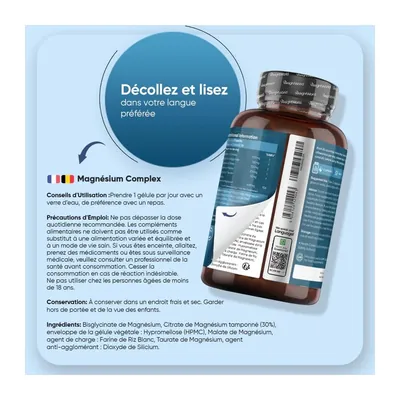 Décollez et lisez
dans votre langue
préférée
Magnésium Complex
Conseils d'Utilisation :Prendre 1 gélule par jour avec un
verre d'eau, de préférence avec un repas.
Précautions d'Emploi: Ne pas dépasser la dose
quotidienne recommandée. Les compléments
alimentaires ne doivent pas être utilisés comme
substitut à une alimentation variée et équilibrée et
à un mode de vie sain. Si vous êtes enceinte, allaitez,
prenez des médicaments ou êtes sous surveillance
médicale, veuillez consulter un professionnel de la
santé avant consommation. Cesser la
consommation en cas de réaction indésirable.
Ne pas utiliser chez les personnes âgées de moins
de 18 ans.
Conservation: À conserver dans un endroit frais et sec. Garder
hors de portée et de la vue des enfants.
Ingrédients: Bisglycinate de Magnésium, Citrate de Magnésium tamponné (30%),
enveloppe de la gélule végétale : Hypromellose (HPMC), Malate de Magnésium,
agent de charge : Farine de Riz Blanc, Taurate de Magnésium, agent
anti-agglomérant : Dioxyde de Silicium.